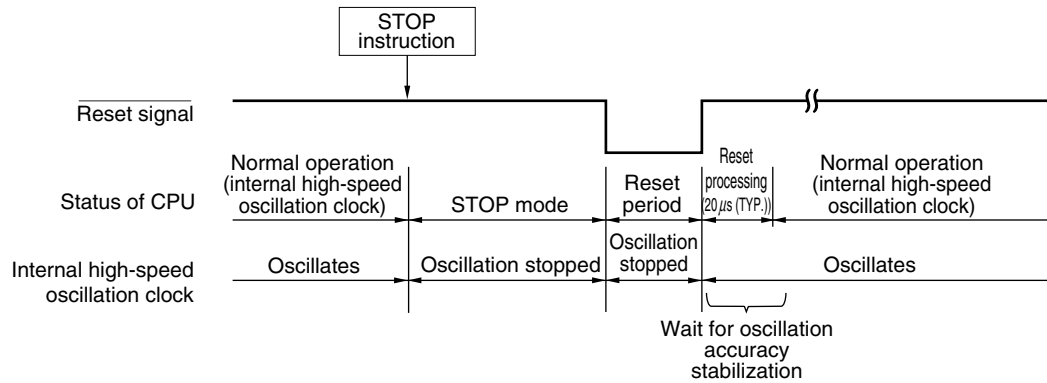 STOP
instruction
Reset signal
Normal operation
(internal high-speed
oscillation clock)
Status of CPU
STOP mode
Reset
period
Reset
processing
(20 μs (TYP.))
Normal operation
(internal high-speed
oscillation clock)
Internal high-speed
oscillation clock
Oscillates
Oscillation stopped
Oscillation
stopped
Oscillates
Wait for oscillation
accuracy
stabilization